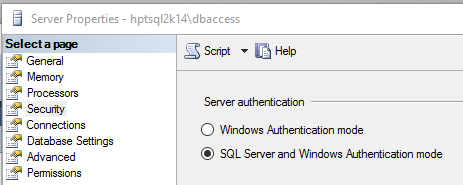 Server Properties - hptsql2k14\dbaccess
Select a page
General
Memory
Processors
Security
Connections
Database Settings
Advanced
Permissions
Script
Help
Server authentication
Windows Authentication mode
SQL Server and Windows Authentication mode